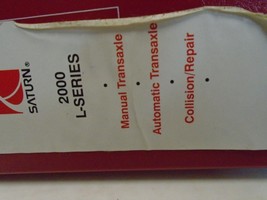 SATURN®
2000
L-SERIES
• Manual Transaxle
• Automatic Transaxle
• Collision/Repair